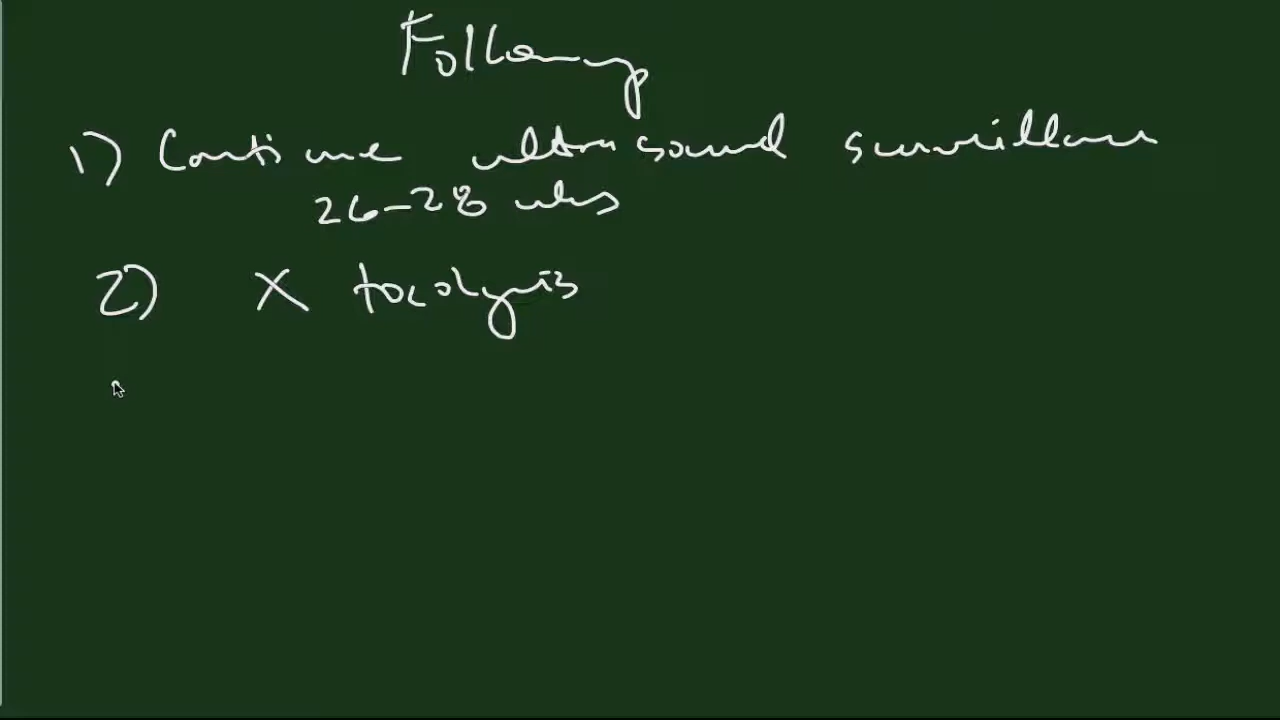 Following
1) Continue ultrasound surveillance
26-28 wks
2) X tocolysis